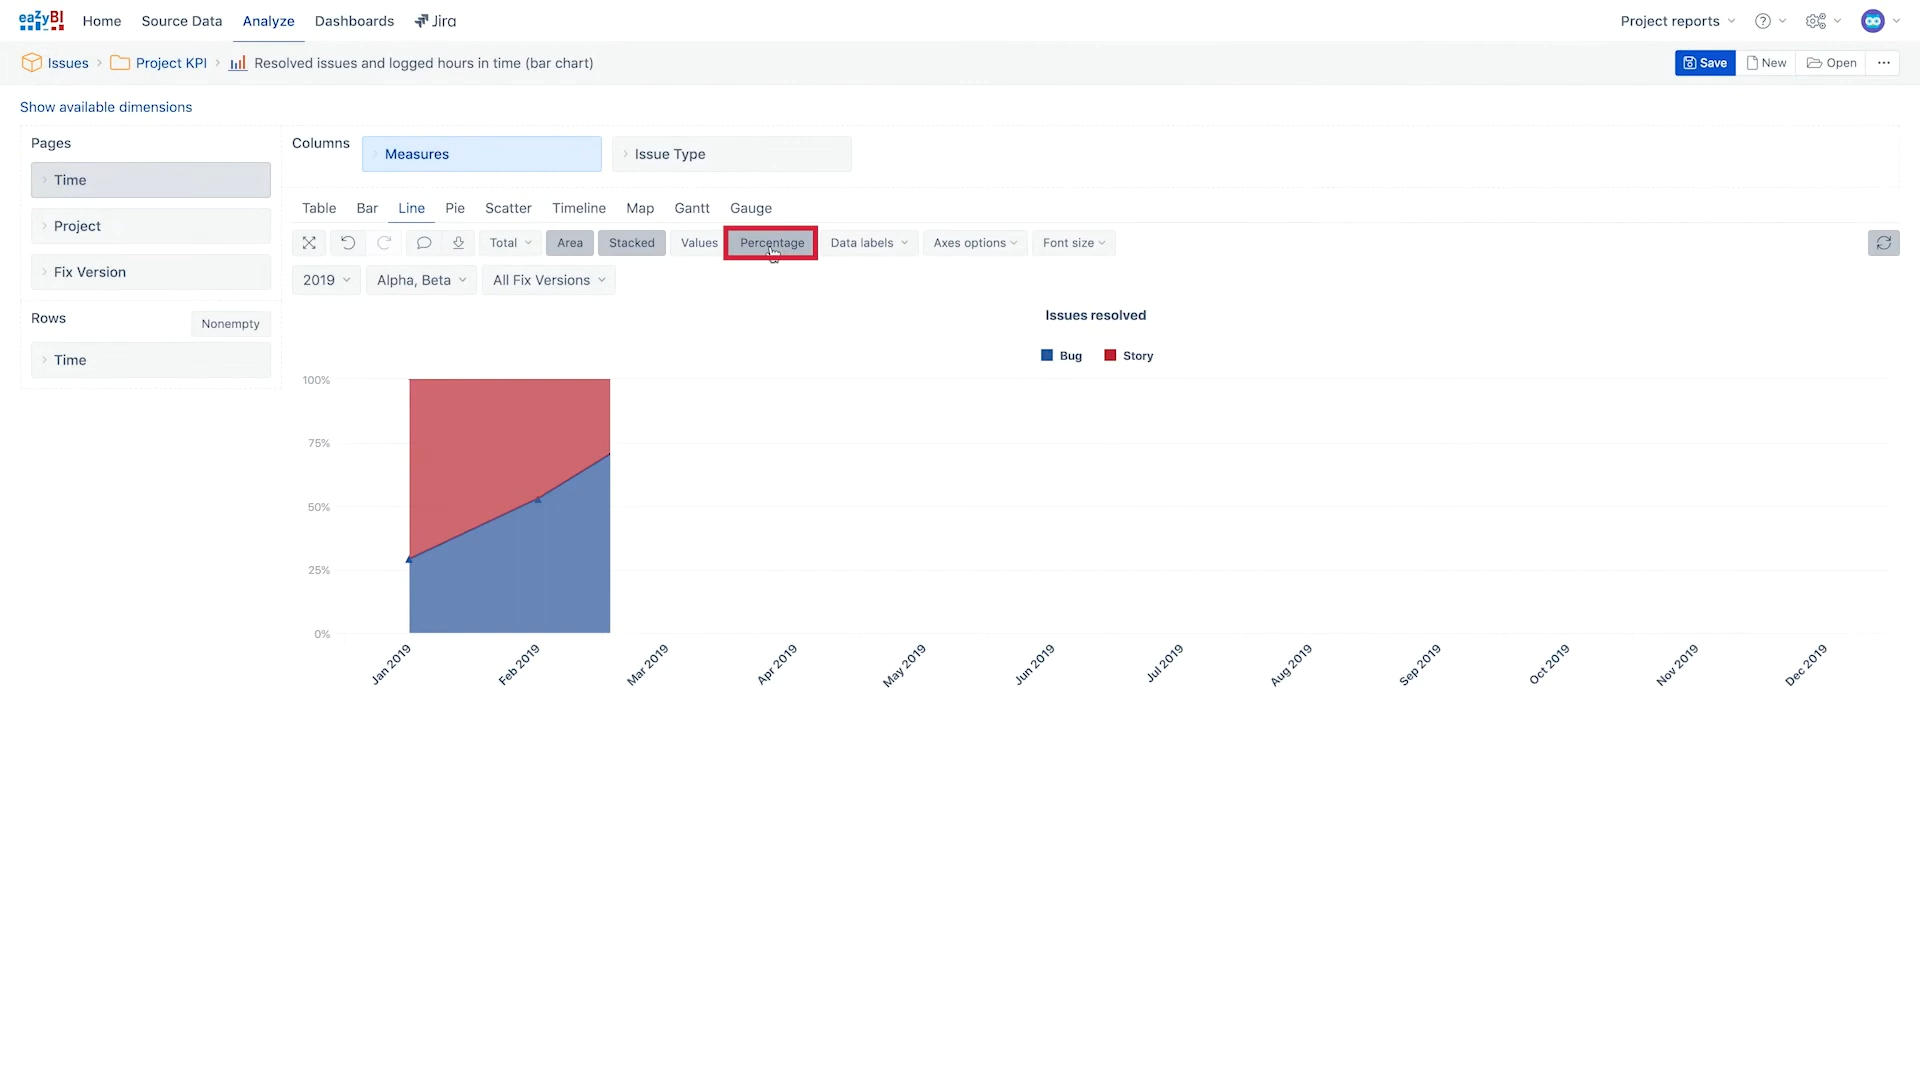 eazyBI Home Source Data Analyze Dashboards Jira Project reports
Issues Project KPI Resolved issues and logged hours in time (bar chart) Save New Open
Show available dimensions
Pages
Time
Project
Fix Version
Rows
Nonempty
Time
Columns
Measures
Issue Type
Table Bar Line Pie Scatter Timeline Map Gantt Gauge
Total Area Stacked Values Percentage Data labels Axes options Font size
2019 Alpha, Beta All Fix Versions
Issues resolved
Bug Story
100%
75%
50%
25%
0%
Jan 2019 Feb 2019 Mar 2019 Apr 2019 May 2019 Jun 2019 Jul 2019 Aug 2019 Sep 2019 Oct 2019 Nov 2019 Dec 2019